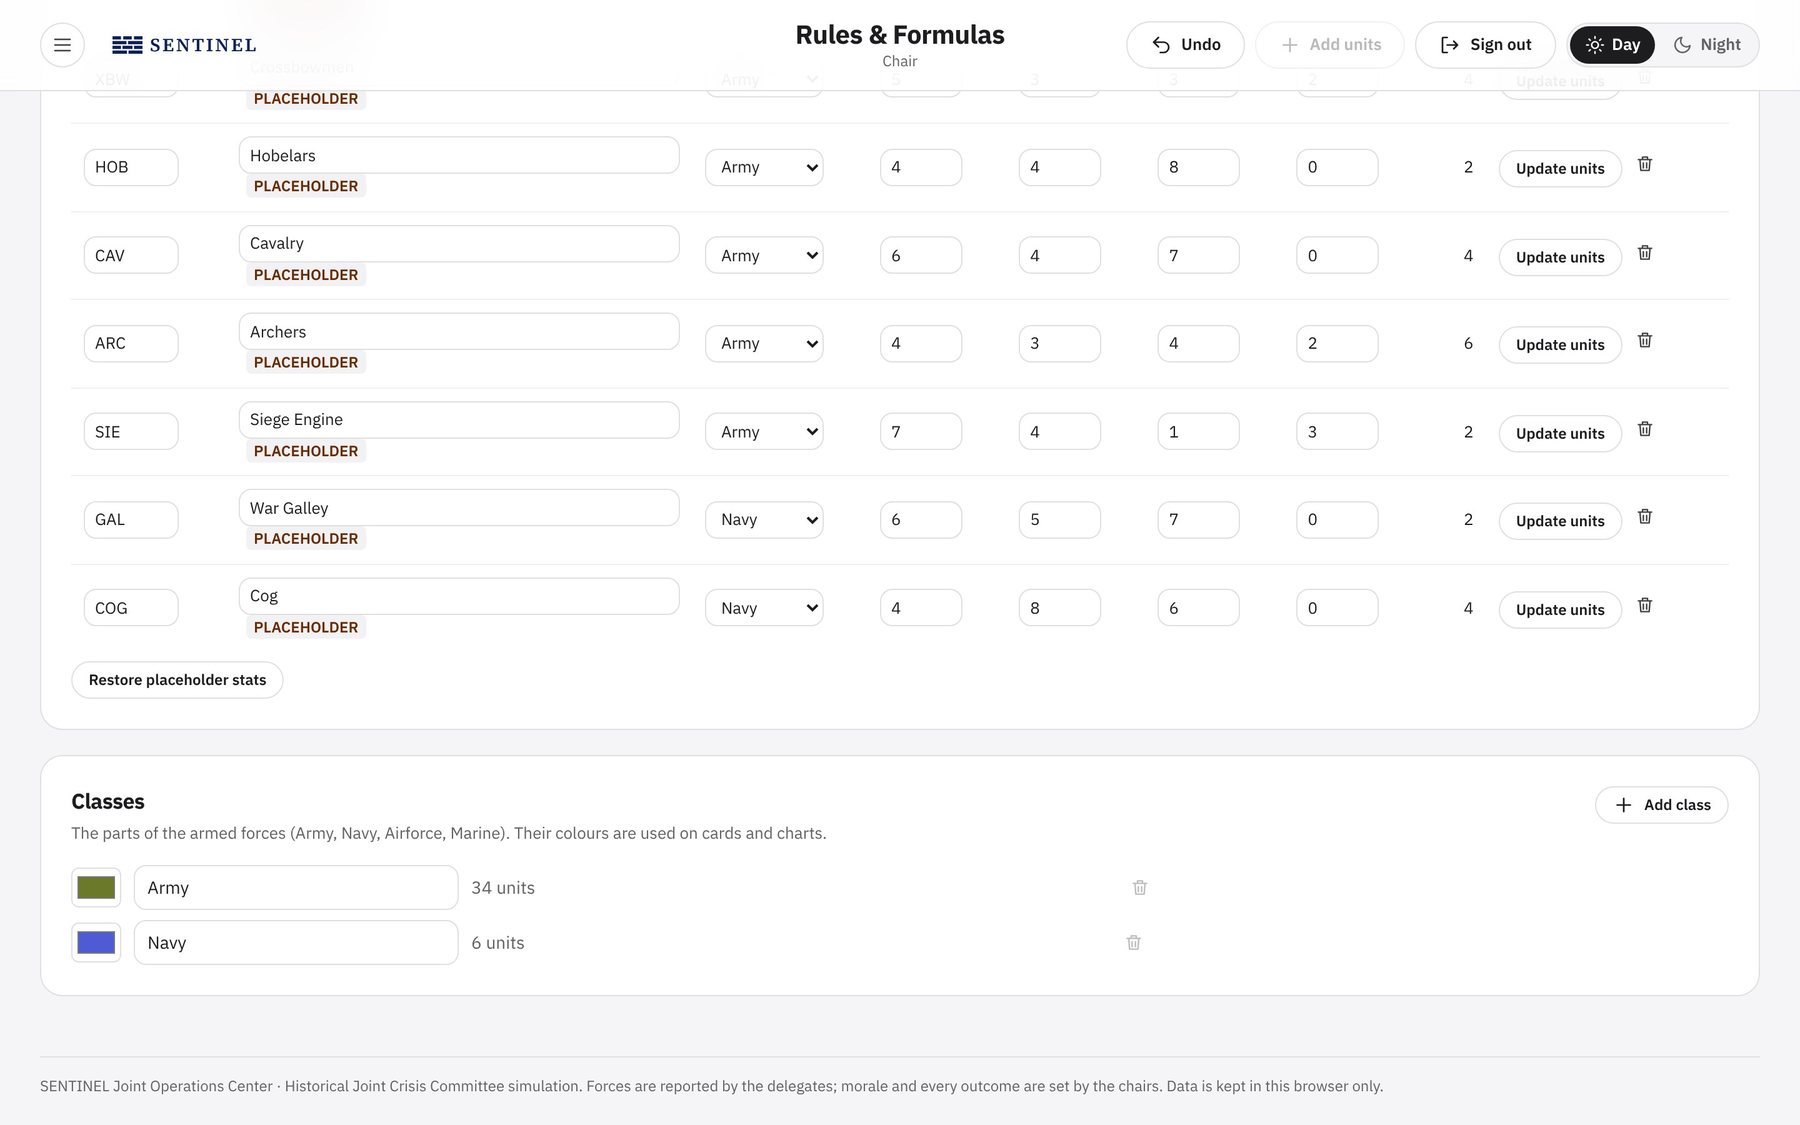 SENTINEL
Rules & Formulas
Chair
Undo
Add units
Sign out
Day
Night
XBW
Crossbowmen
PLACEHOLDER
Army
5
3
3
2
4
Update units
HOB
Hobelars
PLACEHOLDER
Army
4
4
8
0
2
Update units
CAV
Cavalry
PLACEHOLDER
Army
6
4
7
0
4
Update units
ARC
Archers
PLACEHOLDER
Army
4
3
4
2
6
Update units
SIE
Siege Engine
PLACEHOLDER
Army
7
4
1
3
2
Update units
GAL
War Galley
PLACEHOLDER
Navy
6
5
7
0
2
Update units
COG
Cog
PLACEHOLDER
Navy
4
8
6
0
4
Update units
Restore placeholder stats
Classes
Add class
The parts of the armed forces (Army, Navy, Airforce, Marine). Their colours are used on cards and charts.
Army
34 units
Navy
6 units
SENTINEL Joint Operations Center · Historical Joint Crisis Committee simulation. Forces are reported by the delegates; morale and every outcome are set by the chairs. Data is kept in this browser only.